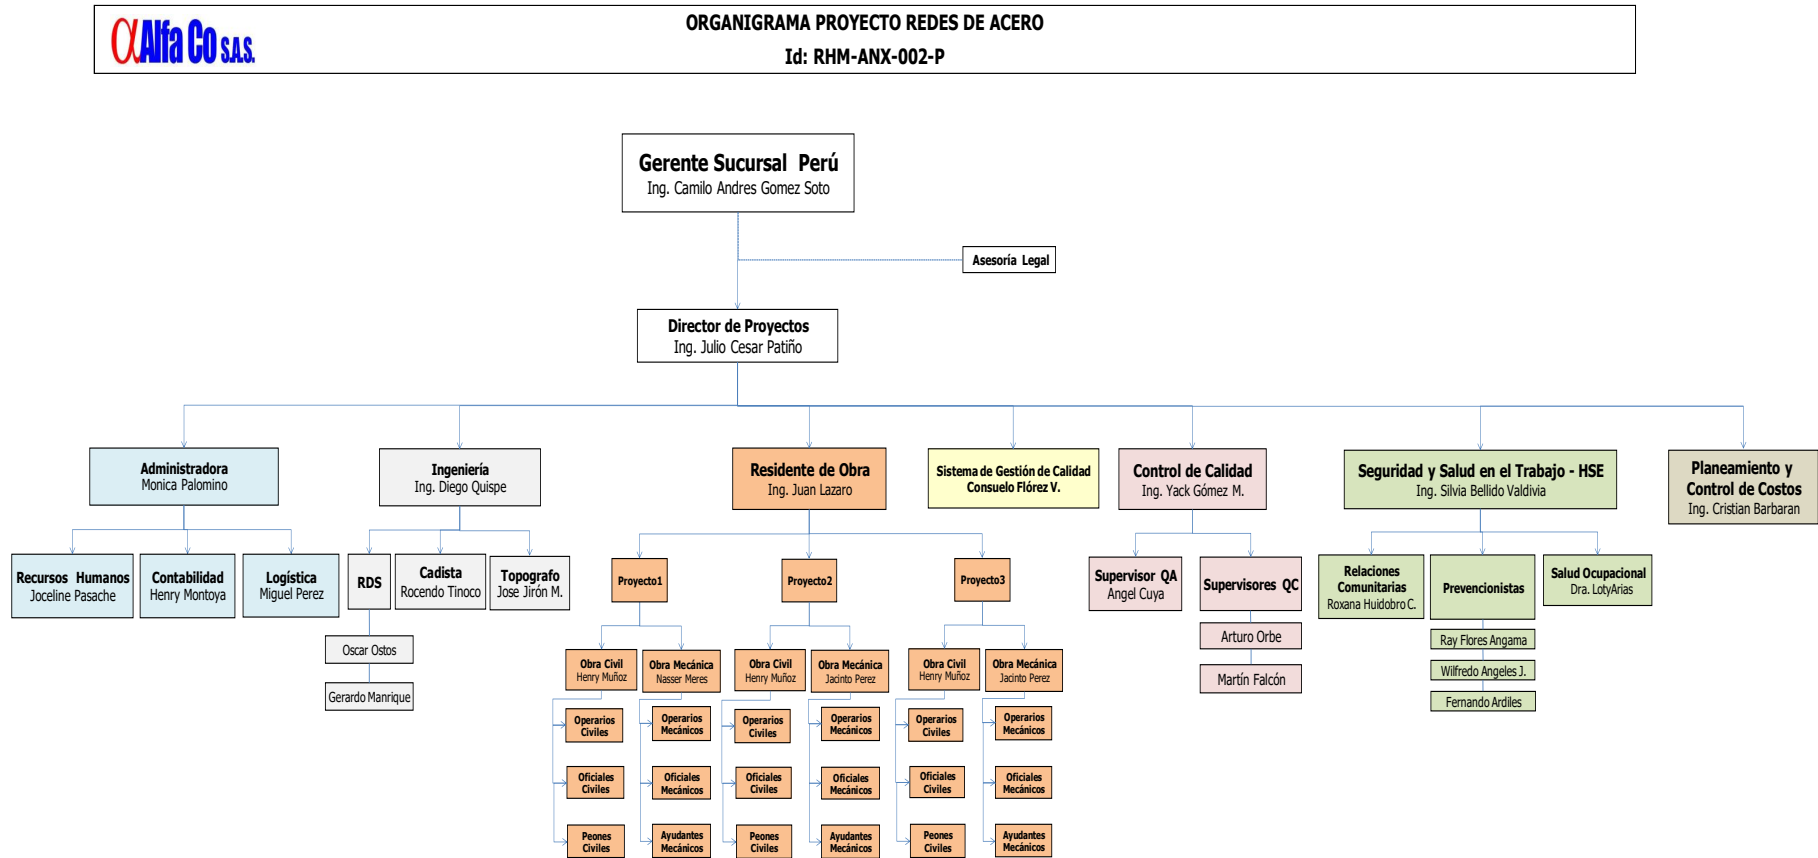 αAlfa Co S.A.S.
ORGANIGRAMA PROYECTO REDES DE ACERO
Id: RHM-ANX-002-P
Gerente Sucursal Perú
Ing. Camilo Andres Gomez Soto
Asesoría Legal
Director de Proyectos
Ing. Julio Cesar Patiño
Administradora
Monica Palomino
Ingeniería
Ing. Diego Quispe
Residente de Obra
Ing. Juan Lazaro
Sistema de Gestión de Calidad
Consuelo Flórez V.
Control de Calidad
Ing. Yack Gómez M.
Seguridad y Salud en el Trabajo - HSE
Ing. Silvia Bellido Valdivia
Planeamiento y
Control de Costos
Ing. Cristian Barbaran
Recursos Humanos
Joceline Pasache
Contabilidad
Henry Montoya
Logística
Miguel Perez
RDS
Cadista
Rocendo Tinoco
Topografo
Jose Jirón M.
Oscar Ostos
Gerardo Manrique
Proyecto1
Proyecto2
Proyecto3
Obra Civil
Henry Muñoz
Obra Mecánica
Nasser Meres
Obra Civil
Henry Muñoz
Obra Mecánica
Jacinto Perez
Obra Civil
Henry Muñoz
Obra Mecánica
Jacinto Perez
Operarios
Civiles
Operarios
Mecánicos
Operarios
Civiles
Operarios
Mecánicos
Operarios
Civiles
Operarios
Mecánicos
Oficiales
Civiles
Oficiales
Mecánicos
Oficiales
Civiles
Oficiales
Mecánicos
Oficiales
Civiles
Oficiales
Mecánicos
Peones
Civiles
Ayudantes
Mecánicos
Peones
Civiles
Ayudantes
Mecánicos
Peones
Civiles
Ayudantes
Mecánicos
Supervisor QA
Angel Cuya
Supervisores QC
Arturo Orbe
Martín Falcón
Relaciones
Comunitarias
Roxana Huidobro C.
Prevencionistas
Ray Flores Angama
Wilfredo Angeles J.
Fernando Ardiles
Salud Ocupacional
Dra. LotyArias